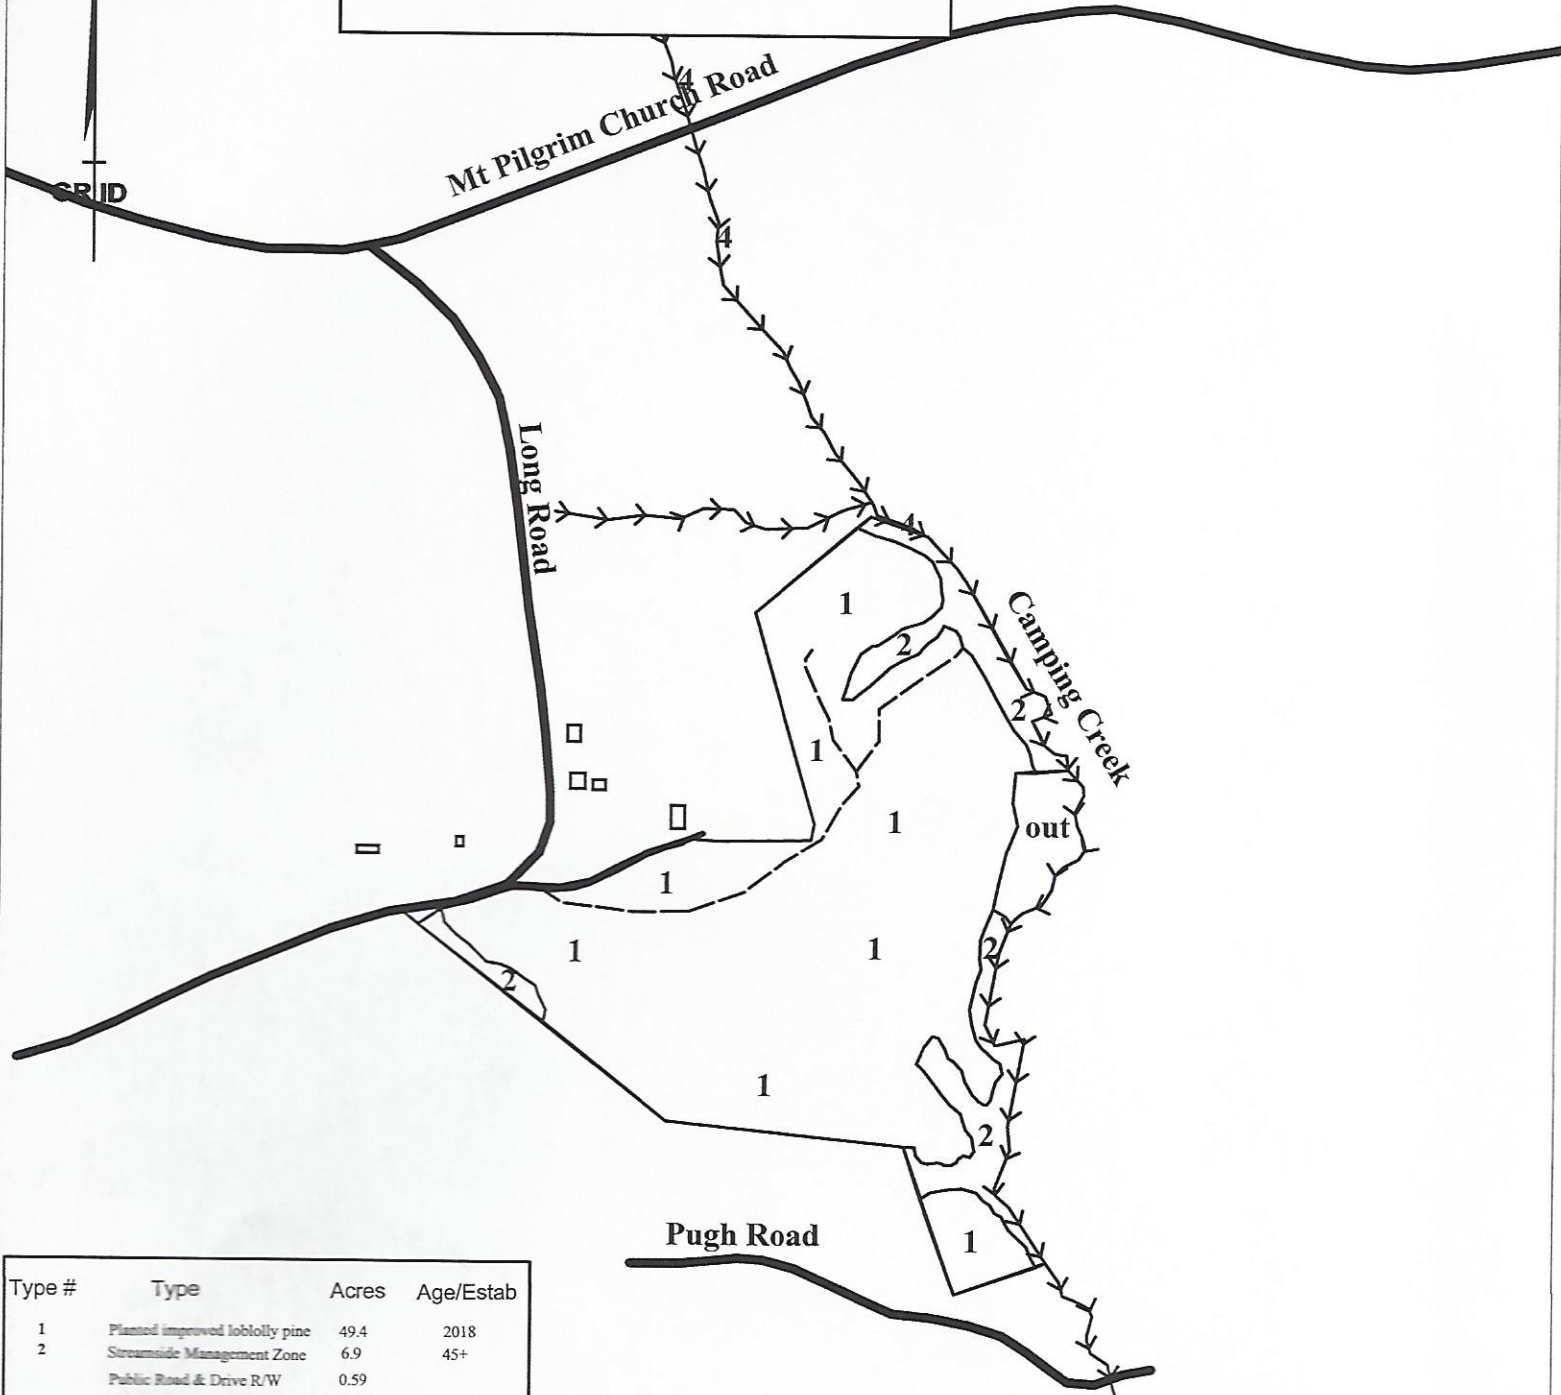 4
Mt Pilgrim Church Road
GRID
4
Long Road
4
1
Camping Creek
2
2
1
1
out
1
1
1
2
2
1
2
Pugh Road
1
Type # Type Acres Age/Estab
1 Planted improved loblolly pine 49.4 2018
2 Streamside Management Zone 6.9 45+
Public Road & Drive R/W 0.59